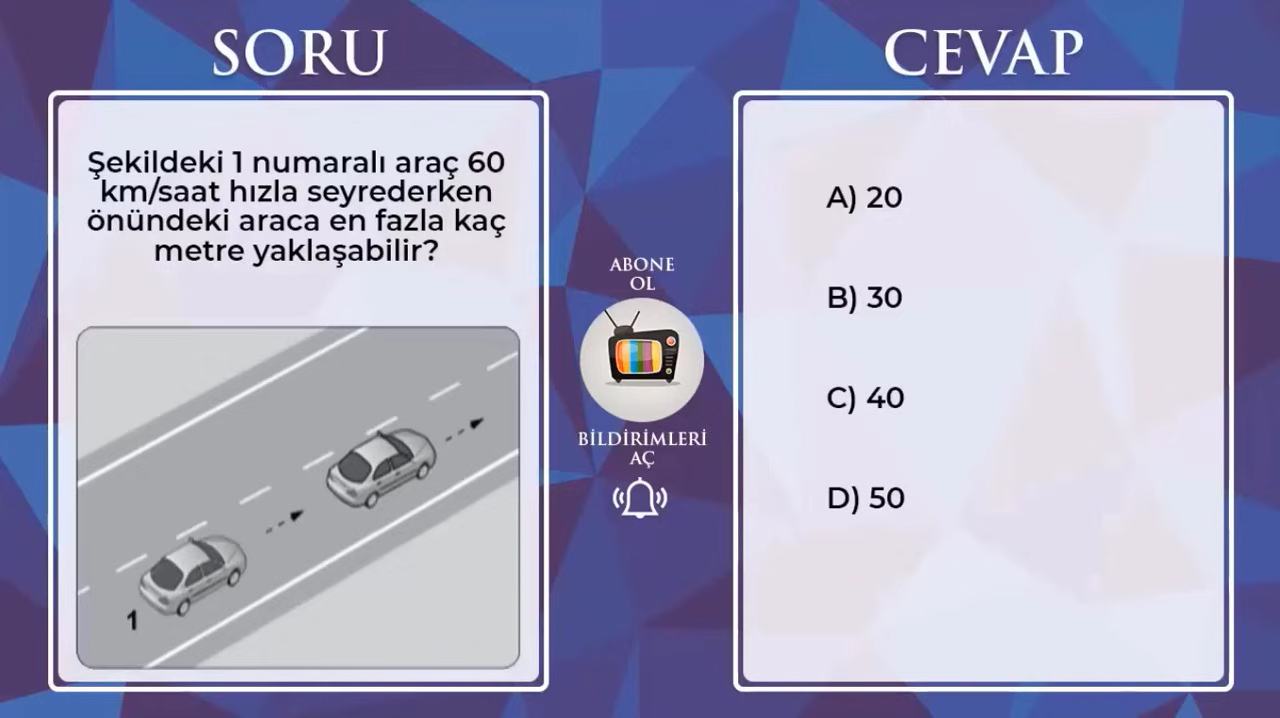 SORU
Şekildeki 1 numaralı araç 60
km/saat hızla seyrederken
önündeki araca en fazla kaç
metre yaklaşabilir?
1
ABONE
OL
BİLDİRİMLERİ
AÇ
CEVAP
A) 20
B) 30
C) 40
D) 50